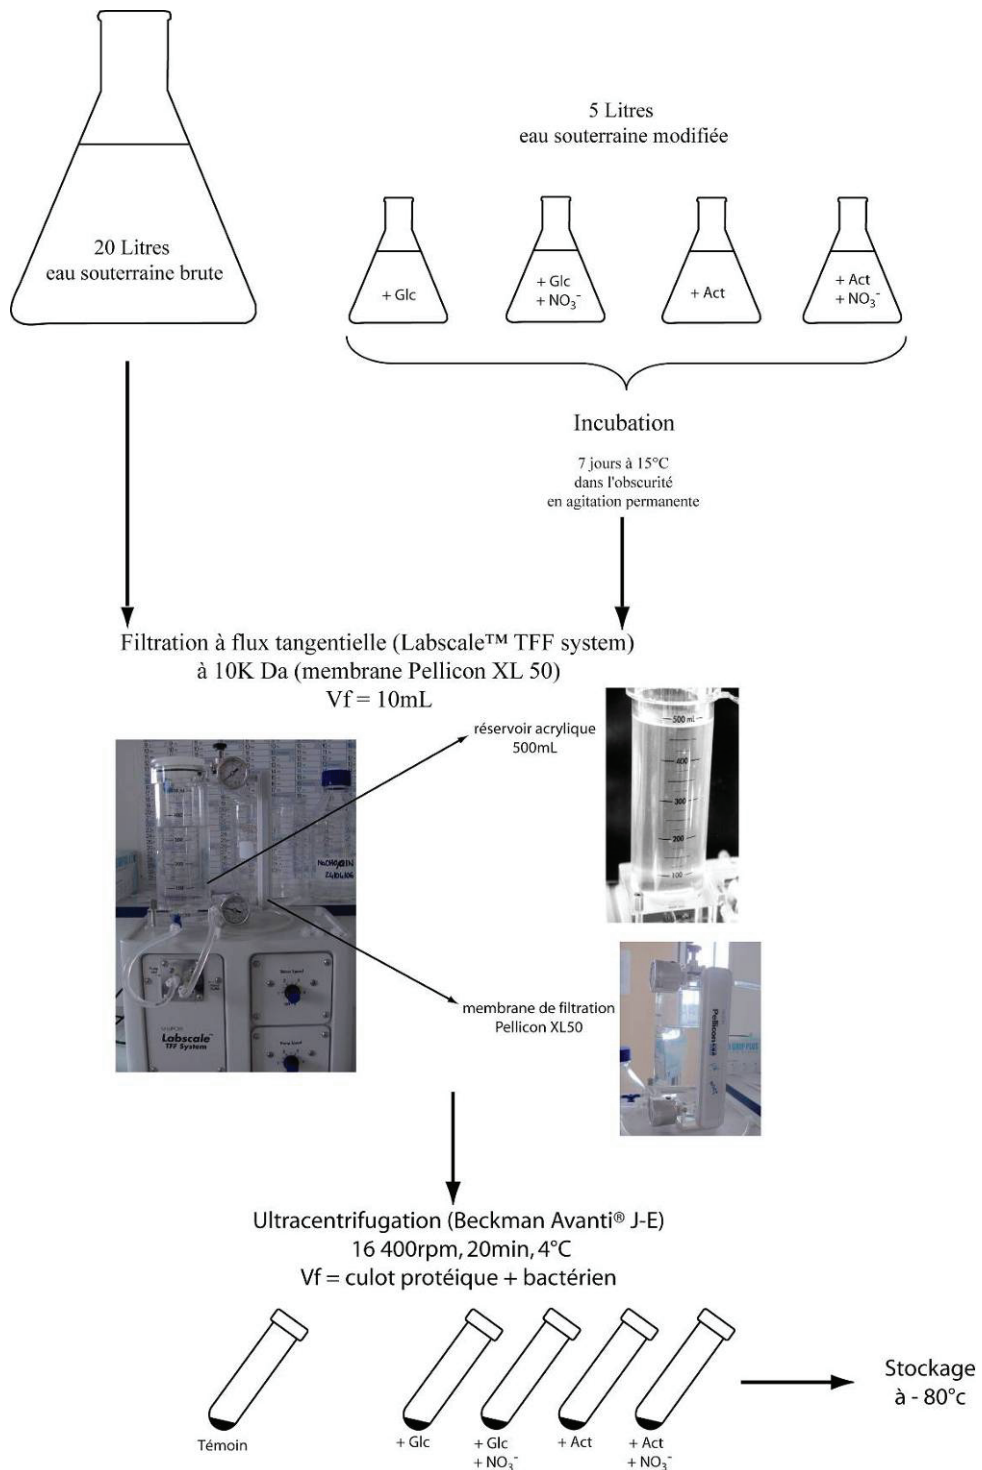 20 Litres
eau souterraine brute
5 Litres
eau souterraine modifiée
+ Glc
+ Glc
+ NO₃⁻
+ Act
+ Act
+ NO₃⁻
Incubation
7 jours à 15°C
dans l'obscurité
en agitation permanente
Filtration à flux tangentielle (Labscale™ TFF system)
à 10K Da (membrane Pellicon XL 50)
Vf = 10mL
réservoir acrylique
500mL
500 mL
400
300
200
100
Labscale™
TFF System
membrane de filtration
Pellicon XL50
Pellicon
Ultracentrifugation (Beckman Avanti® J-E)
16 400rpm, 20min, 4°C
Vf = culot protéique + bactérien
Témoin
+ Glc
+ Glc
+ NO₃⁻
+ Act
+ Act
+ NO₃⁻
Stockage
à - 80°c